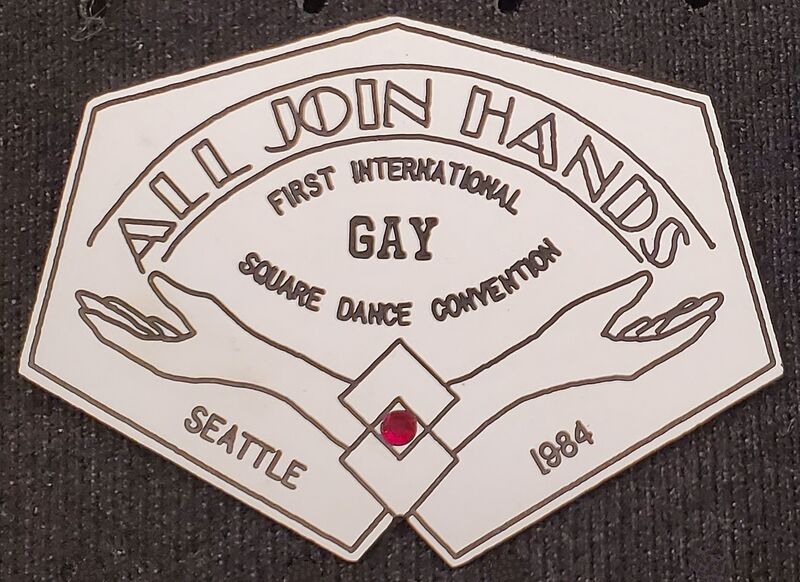 ALL JOIN HANDS
FIRST INTERNATIONAL
GAY
SQUARE DANCE CONVENTION
SEATTLE
1984